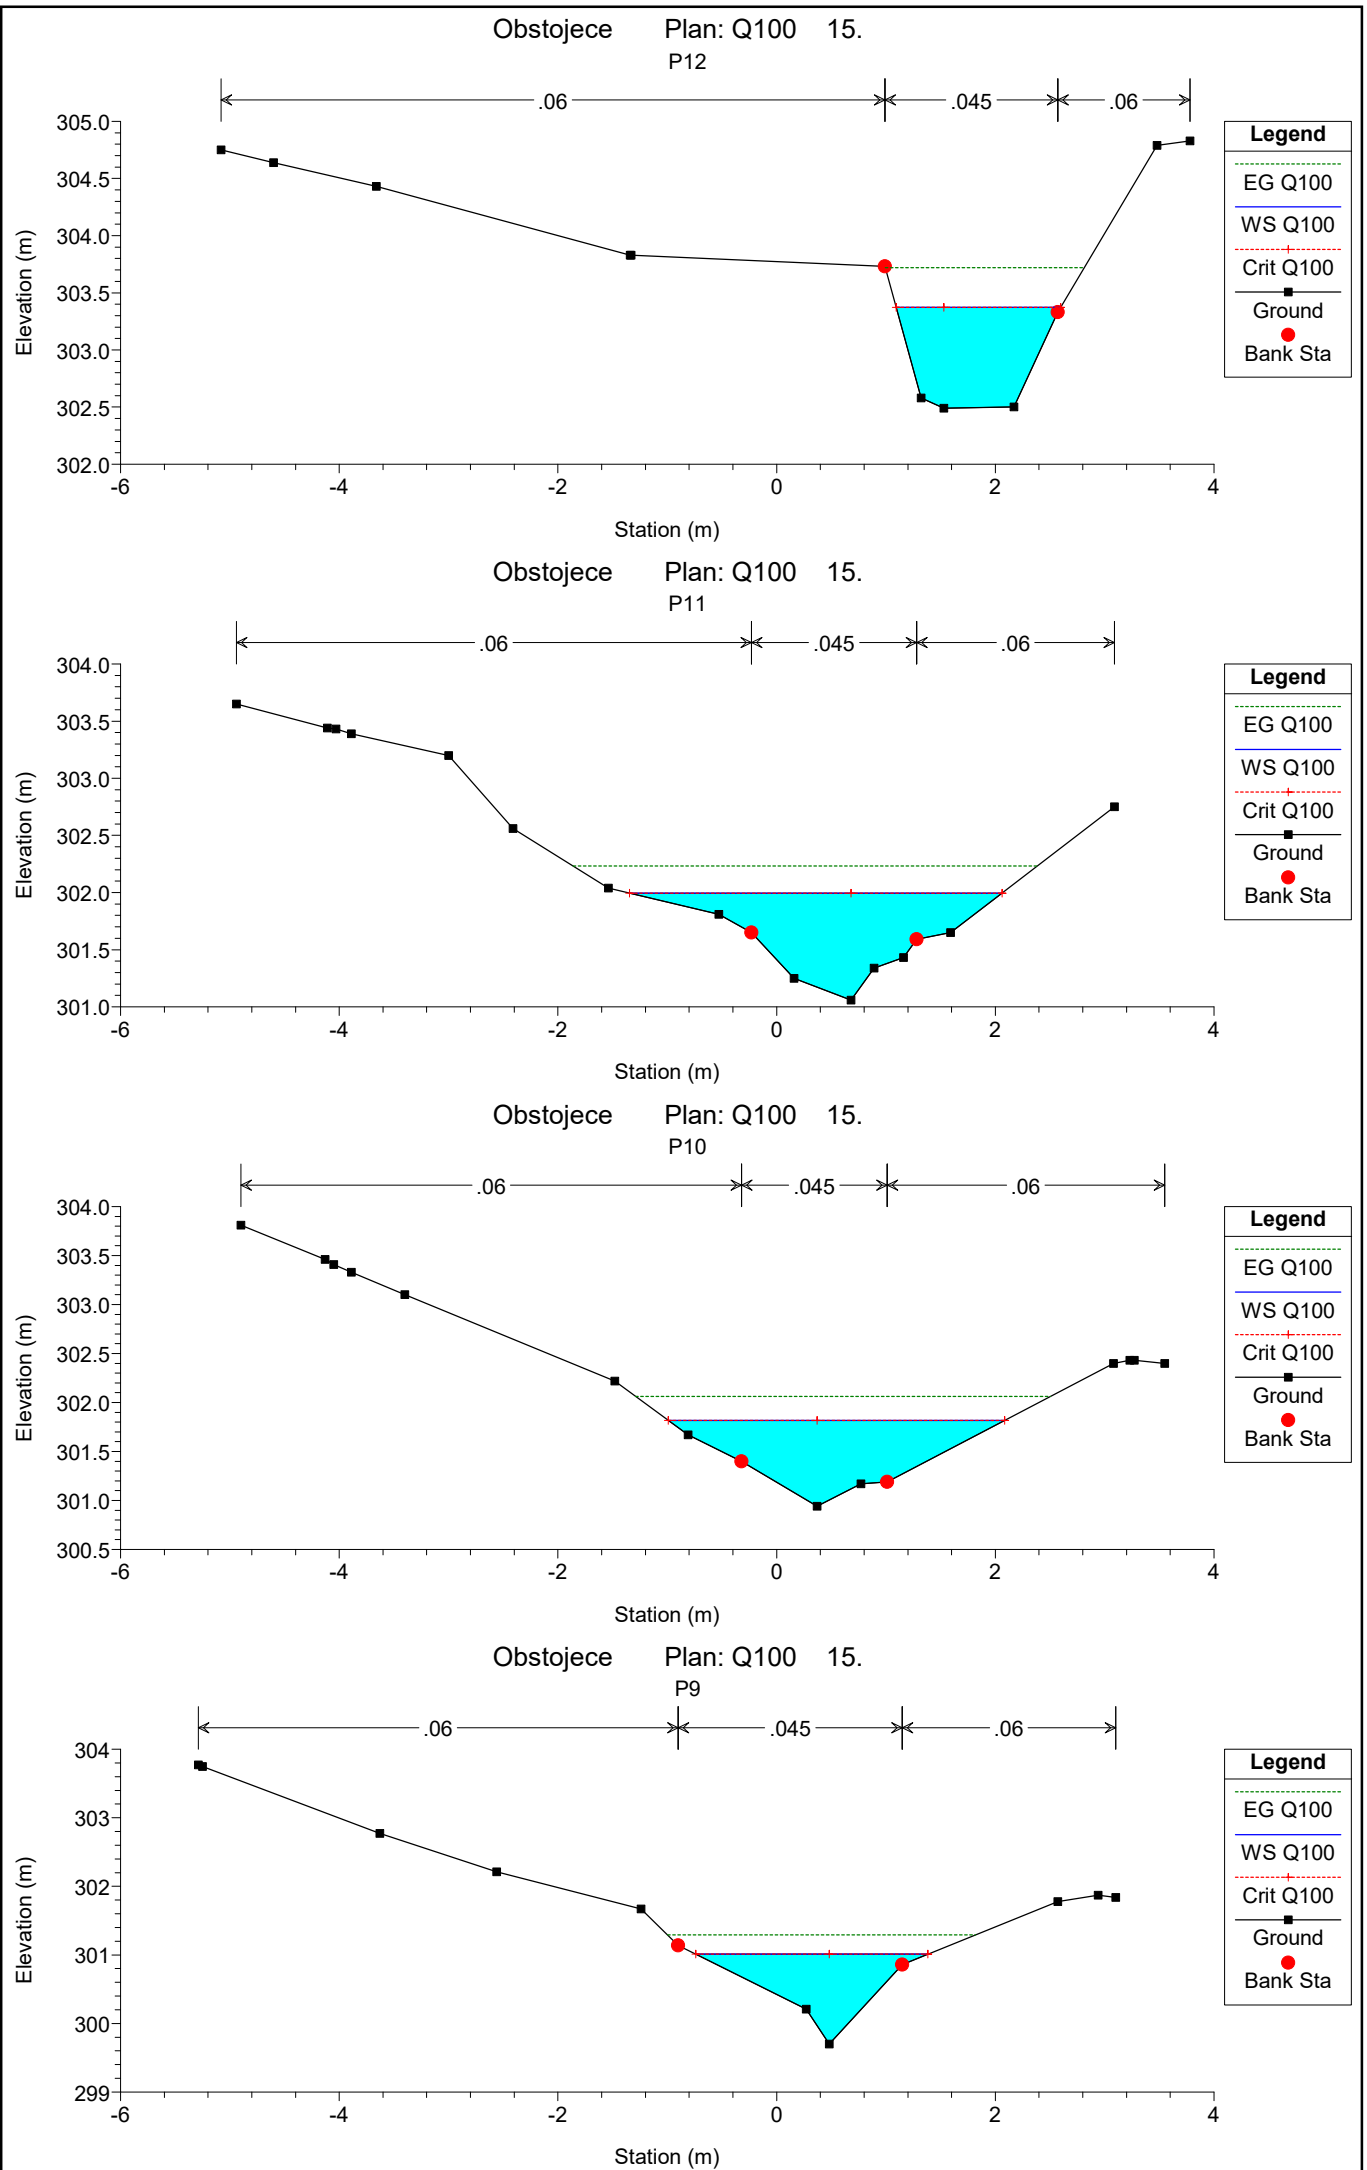 Obstojece Plan: Q100 15.
P12
.06 .045 .06
305.0
304.5
304.0
303.5
303.0
302.5
302.0
Elevation (m)
-6 -4 -2 0 2 4
Station (m)
Legend
EG Q100
WS Q100
Crit Q100
Ground
Bank Sta
Obstojece Plan: Q100 15.
P11
.06 .045 .06
304.0
303.5
303.0
302.5
302.0
301.5
301.0
Elevation (m)
-6 -4 -2 0 2 4
Station (m)
Legend
EG Q100
WS Q100
Crit Q100
Ground
Bank Sta
Obstojece Plan: Q100 15.
P10
.06 .045 .06
304.0
303.5
303.0
302.5
302.0
301.5
301.0
300.5
Elevation (m)
-6 -4 -2 0 2 4
Station (m)
Legend
EG Q100
WS Q100
Crit Q100
Ground
Bank Sta
Obstojece Plan: Q100 15.
P9
.06 .045 .06
304
303
302
301
300
299
Elevation (m)
-6 -4 -2 0 2 4
Station (m)
Legend
EG Q100
WS Q100
Crit Q100
Ground
Bank Sta